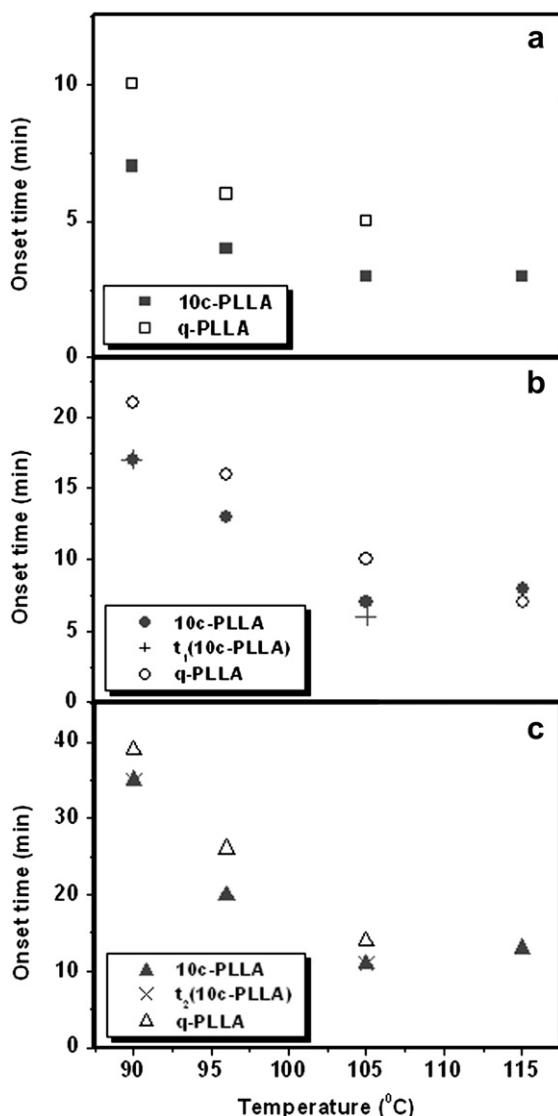 a
10
5
0
Onset time (min)
10c-PLLA
q-PLLA
b
20
15
10
5
0
Onset time (min)
10c-PLLA
t₁(10c-PLLA)
q-PLLA
c
40
30
20
10
0
Onset time (min)
10c-PLLA
t₂(10c-PLLA)
q-PLLA
90 95 100 105 110 115
Temperature (⁰C)